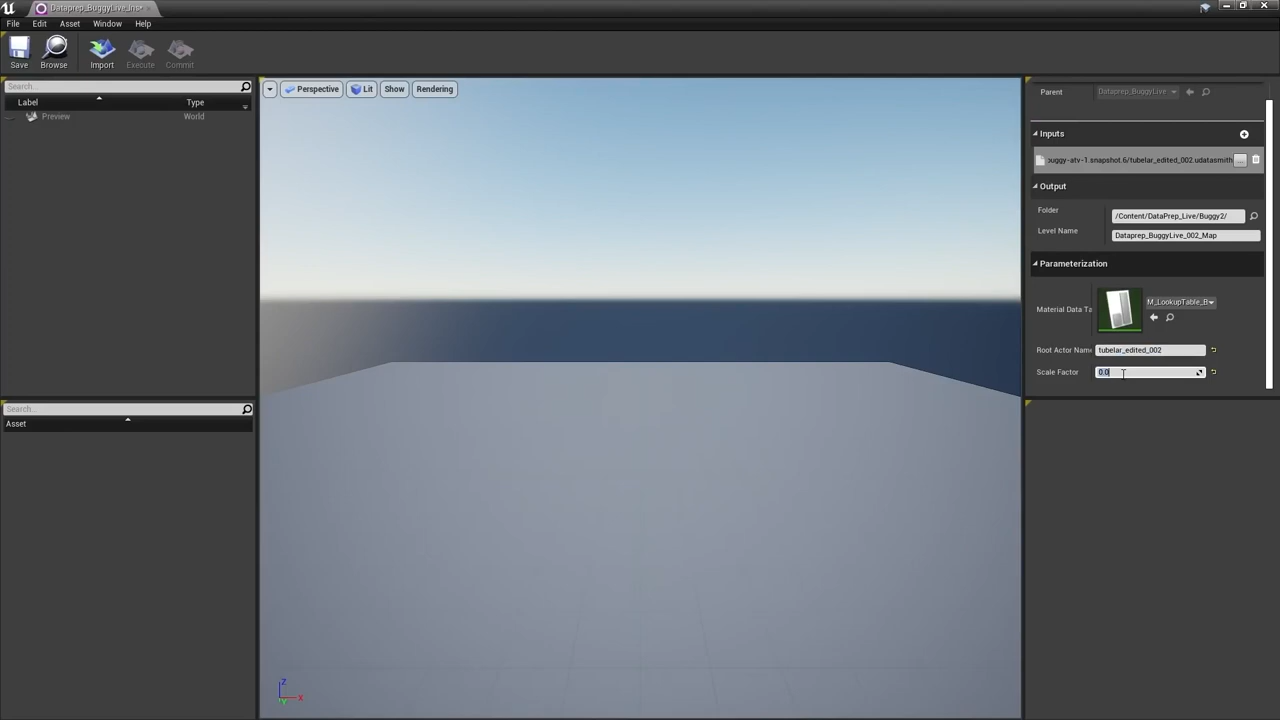 Dataprep_BuggyLive_Ins*
File Edit Asset Window Help
Save Browse Import Execute Commit
Search...
Label Type
Preview World
Search...
Asset
Perspective Lit Show Rendering
Z
X
Y
Parent Dataprep_BuggyLive
Inputs
buggy-atv-1.snapshot.6/tubelar_edited_002.udatasmith ...
Output
Folder /Content/DataPrep_Live/Buggy2/
Level Name Dataprep_BuggyLive_002_Map
Parameterization
Material Data Ta M_LookupTable_B
Root Actor Name tubelar_edited_002
Scale Factor 0.0